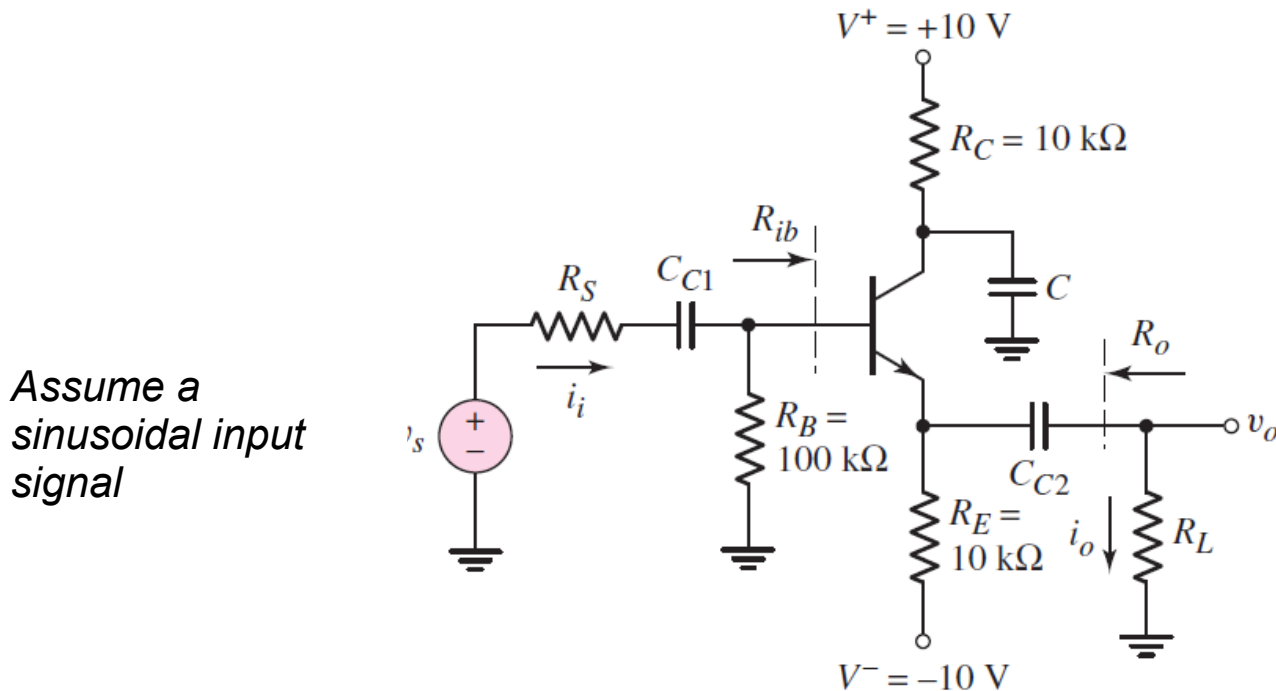 V⁺ = +10 V
R_C = 10 kΩ
R_ib
R_S
C_C1
C
R_o
i_i
Assume a
sinusoidal input
signal
+
−
s
R_B =
100 kΩ
v_o
C_C2
R_E =
10 kΩ
i_o
R_L
V⁻ = −10 V